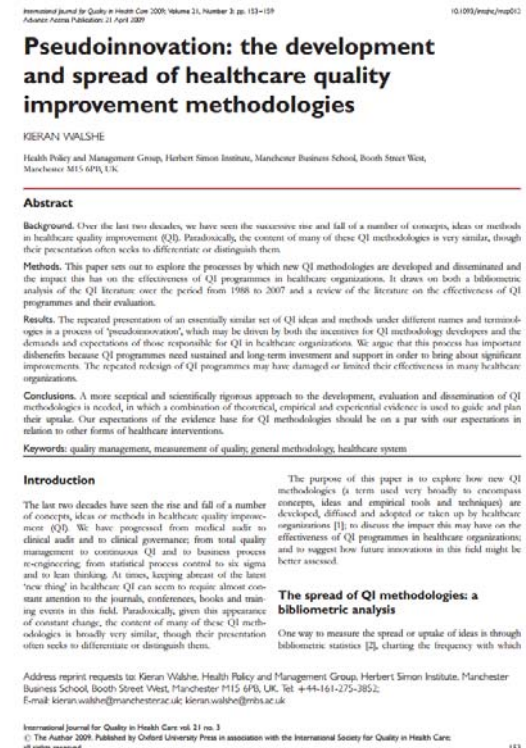 International Journal for Quality in Health Care 2009; Volume 21, Number 3: pp. 153–159
10.1093/intqhc/mzp012
Advance Access Publication: 21 April 2009
Pseudoinnovation: the development
and spread of healthcare quality
improvement methodologies
KIERAN WALSHE
Health Policy and Management Group, Herbert Simon Institute, Manchester Business School, Booth Street West,
Manchester M15 6PB, UK
Abstract
Background. Over the last two decades, we have seen the successive rise and fall of a number of concepts, ideas or methods
in healthcare quality improvement (QI). Paradoxically, the content of many of these QI methodologies is very similar, though
their presentation often seeks to differentiate or distinguish them.
Methods. This paper sets out to explore the processes by which new QI methodologies are developed and disseminated and
the impact this has on the effectiveness of QI programmes in healthcare organizations. It draws on both a bibliometric
analysis of the QI literature over the period from 1988 to 2007 and a review of the literature on the effectiveness of QI
programmes and their evaluation.
Results. The repeated presentation of an essentially similar set of QI ideas and methods under different names and terminol-
ogies is a process of 'pseudoinnovation', which may be driven by both the incentives for QI methodology developers and the
demands and expectations of those responsible for QI in healthcare organizations. We argue that this process has important
disbenefits because QI programmes need sustained and long-term investment and support in order to bring about significant
improvements. The repeated redesign of QI programmes may have damaged or limited their effectiveness in many healthcare
organizations.
Conclusions. A more sceptical and scientifically rigorous approach to the development, evaluation and dissemination of QI
methodologies is needed, in which a combination of theoretical, empirical and experiential evidence is used to guide and plan
their uptake. Our expectations of the evidence base for QI methodologies should be on a par with our expectations in
relation to other forms of healthcare interventions.
Keywords: quality management, measurement of quality, general methodology, healthcare system
Introduction
The last two decades have seen the rise and fall of a number
of concepts, ideas or methods in healthcare quality improve-
ment (QI). We have progressed from medical audit to
clinical audit and to clinical governance; from total quality
management to continuous QI and to business process
re-engineering; from statistical process control to six sigma
and to lean thinking. At times, keeping abreast of the latest
'new thing' in healthcare QI can seem to require almost con-
stant attention to the journals, conferences, books and train-
ing events in this field. Paradoxically, given this appearance
of constant change, the content of many of these QI meth-
odologies is broadly very similar, though their presentation
often seeks to differentiate or distinguish them.
The purpose of this paper is to explore how new QI
methodologies (a term used very broadly to encompass
concepts, ideas and empirical tools and techniques) are
developed, diffused and adopted or taken up by healthcare
organizations [1]; to discuss the impact this may have on the
effectiveness of QI programmes in healthcare organizations;
and to suggest how future innovations in this field might be
better assessed.
The spread of QI methodologies: a
bibliometric analysis
One way to measure the spread or uptake of ideas is through
bibliometric statistics [2], charting the frequency with which
Address reprint requests to: Kieran Walshe, Health Policy and Management Group, Herbert Simon Institute, Manchester
Business School, Booth Street West, Manchester M15 6PB, UK. Tel: +44-161-275-3852;
E-mail: kieran.walshe@manchester.ac.uk; kieran.walshe@mbs.ac.uk
International Journal for Quality in Health Care vol. 21 no. 3
© The Author 2009. Published by Oxford University Press in association with the International Society for Quality in Health Care;
all rights reserved
153